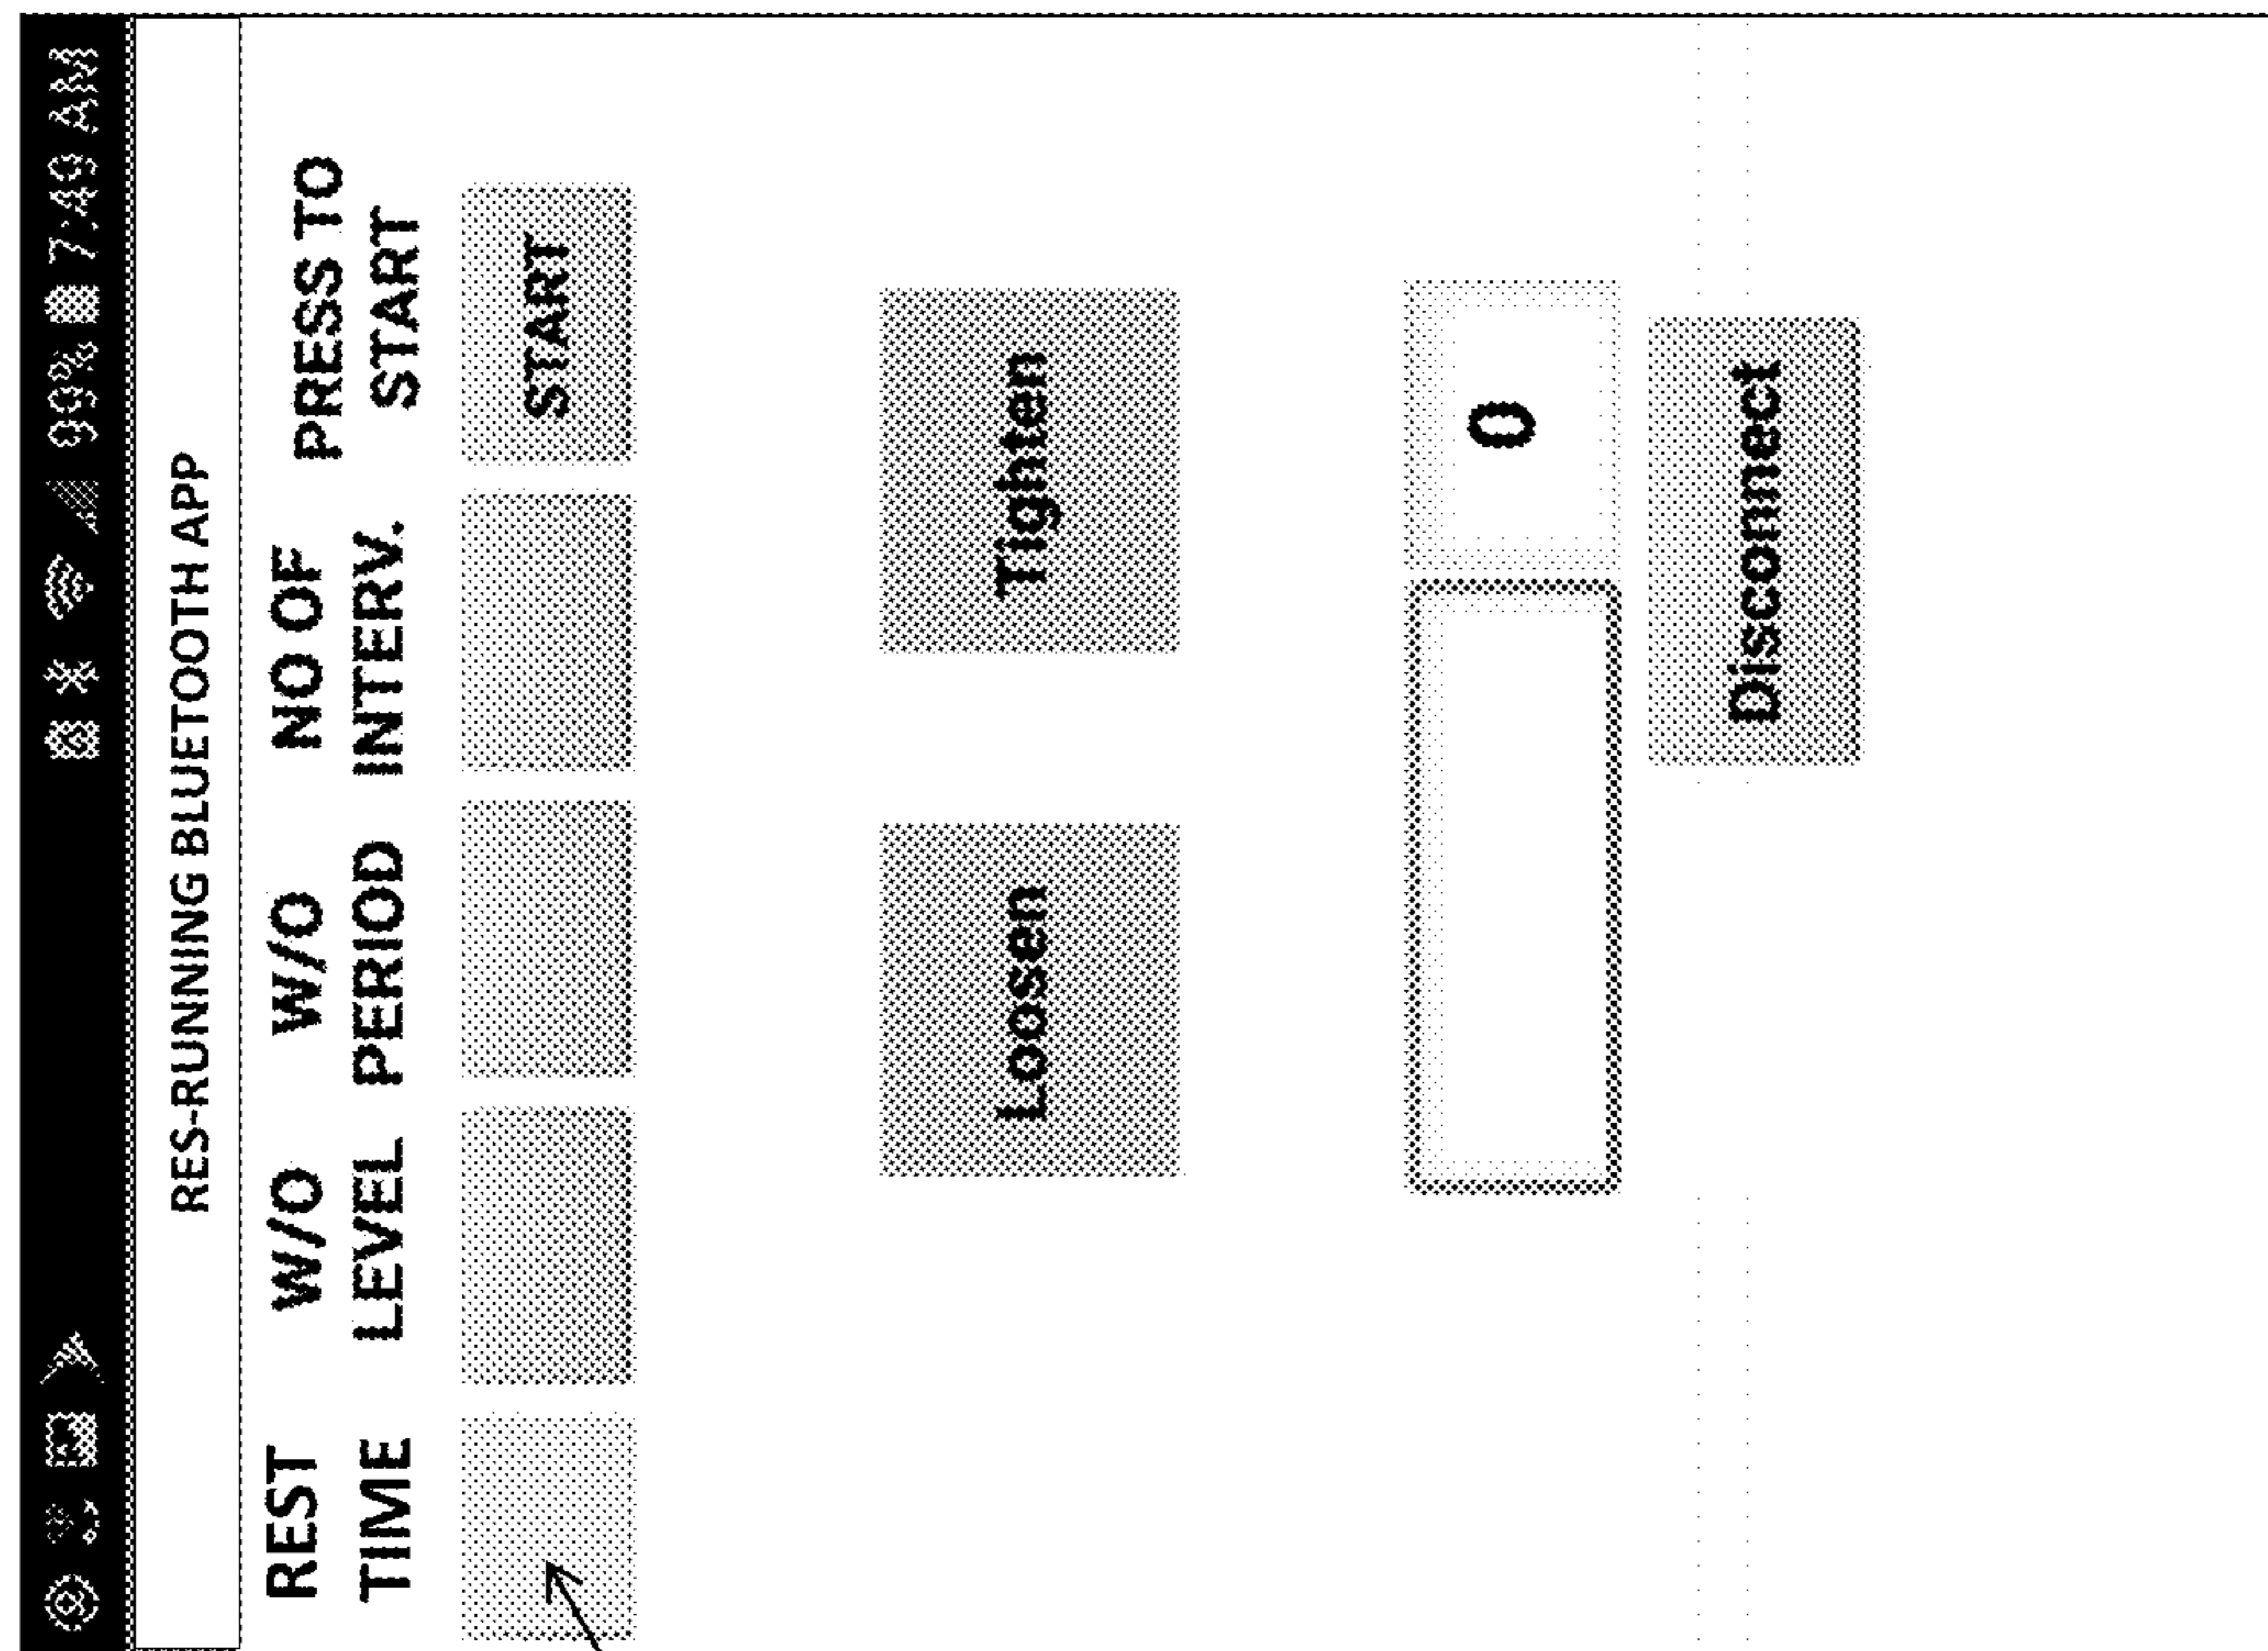 99% 7:49 AM
RES-RUNNING BLUETOOTH APP
REST W/O W/O NO OF PRESS TO
TIME LEVEL PERIOD INTERV. START
START
Loosen Tighten
0
Disconnect